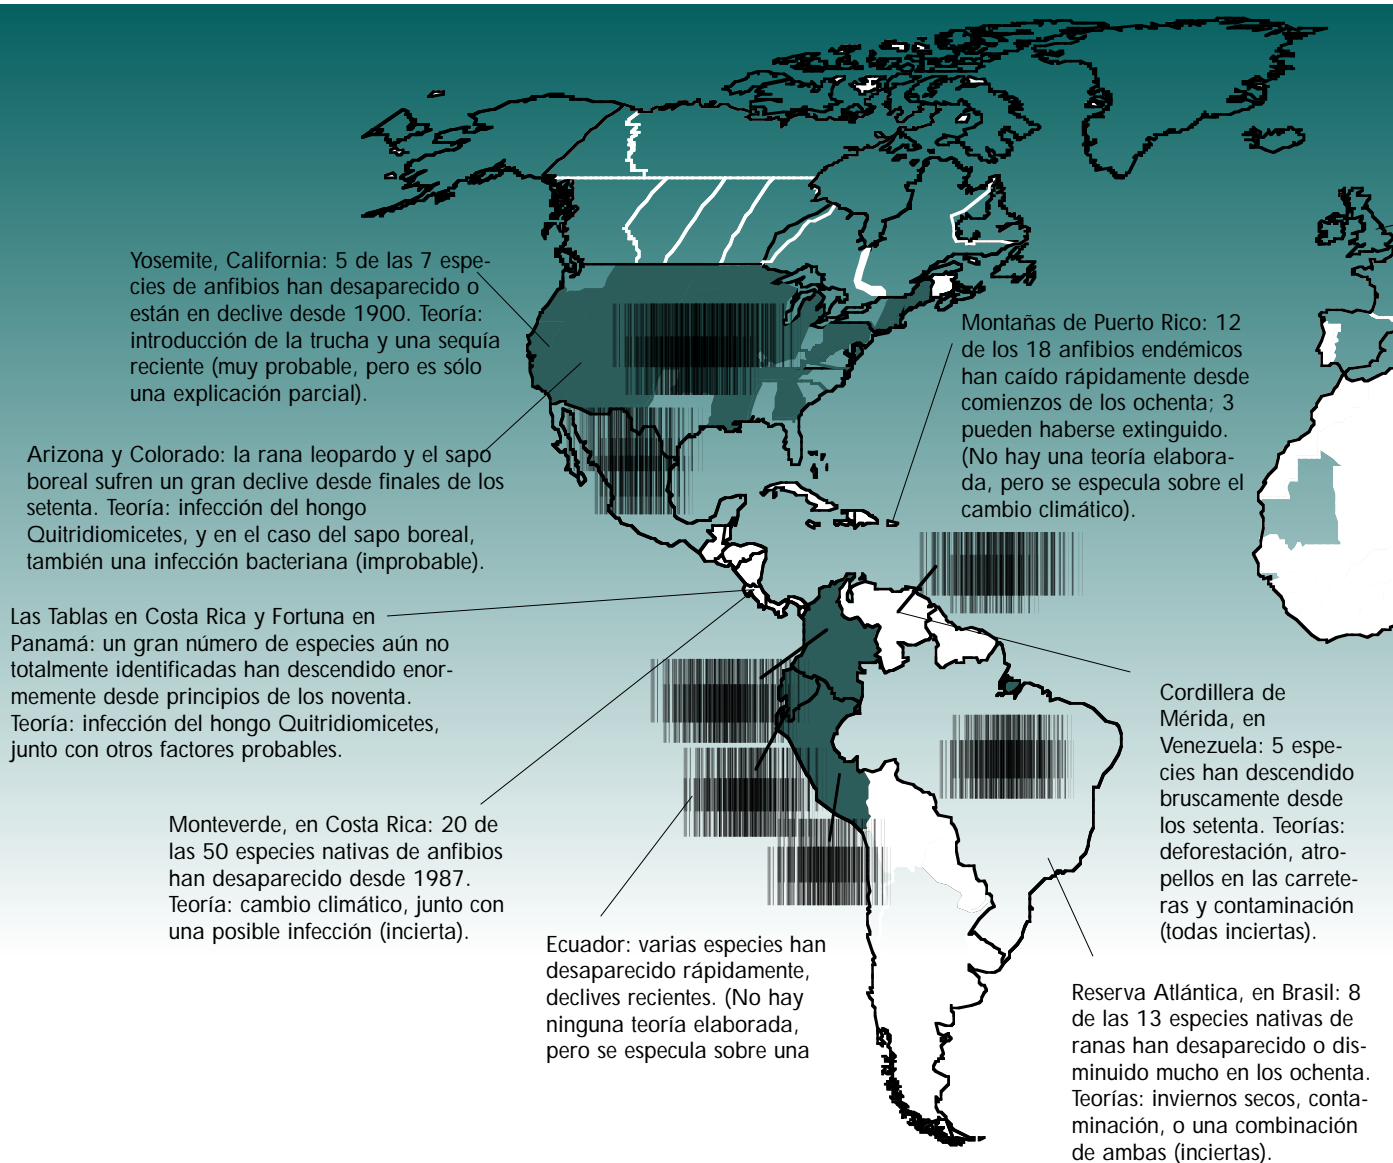 Yosemite, California: 5 de las 7 espe-
cies de anfibios han desaparecido o
están en declive desde 1900. Teoría:
introducción de la trucha y una sequía
reciente (muy probable, pero es sólo
una explicación parcial).
Arizona y Colorado: la rana leopardo y el sapo
boreal sufren un gran declive desde finales de los
setenta. Teoría: infección del hongo
Quitridiomicetes, y en el caso del sapo boreal,
también una infección bacteriana (improbable).
Las Tablas en Costa Rica y Fortuna en
Panamá: un gran número de especies aún no
totalmente identificadas han descendido enor-
memente desde principios de los noventa.
Teoría: infección del hongo Quitridiomicetes,
junto con otros factores probables.
Monteverde, en Costa Rica: 20 de
las 50 especies nativas de anfibios
han desaparecido desde 1987.
Teoría: cambio climático, junto con
una posible infección (incierta).
Ecuador: varias especies han
desaparecido rápidamente,
declives recientes. (No hay
ninguna teoría elaborada,
pero se especula sobre una
Montañas de Puerto Rico: 12
de los 18 anfibios endémicos
han caído rápidamente desde
comienzos de los ochenta; 3
pueden haberse extinguido.
(No hay una teoría elabora-
da, pero se especula sobre el
cambio climático).
Cordillera de
Mérida, en
Venezuela: 5 espe-
cies han descendido
bruscamente desde
los setenta. Teorías:
deforestación, atro-
pellos en las carrete-
ras y contaminación
(todas inciertas).
Reserva Atlántica, en Brasil: 8
de las 13 especies nativas de
ranas han desaparecido o dis-
minuido mucho en los ochenta.
Teorías: inviernos secos, conta-
minación, o una combinación
de ambas (inciertas).